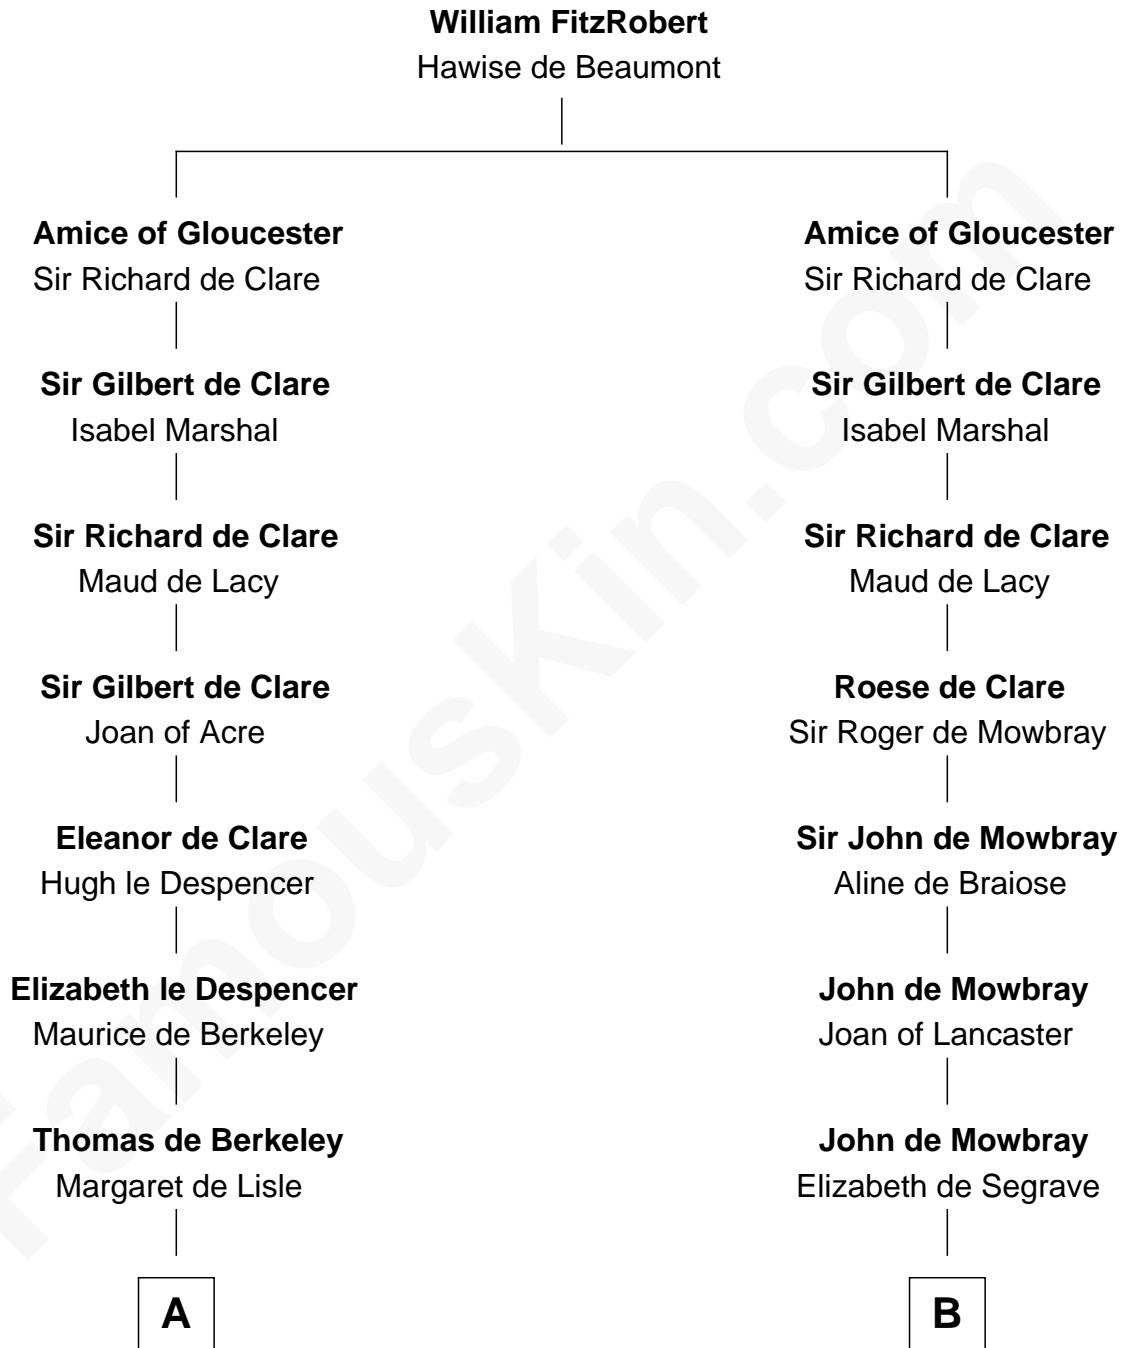 William FitzRobert
Hawise de Beaumont
Amice of Gloucester
Sir Richard de Clare
Sir Gilbert de Clare
Isabel Marshal
Sir Richard de Clare
Maud de Lacy
Sir Gilbert de Clare
Joan of Acre
Eleanor de Clare
Hugh le Despencer
Elizabeth le Despencer
Maurice de Berkeley
Thomas de Berkeley
Margaret de Lisle
A
Amice of Gloucester
Sir Richard de Clare
Sir Gilbert de Clare
Isabel Marshal
Sir Richard de Clare
Maud de Lacy
Roese de Clare
Sir Roger de Mowbray
Sir John de Mowbray
Aline de Braiose
John de Mowbray
Joan of Lancaster
John de Mowbray
Elizabeth de Segrave
B
FamousKin.com